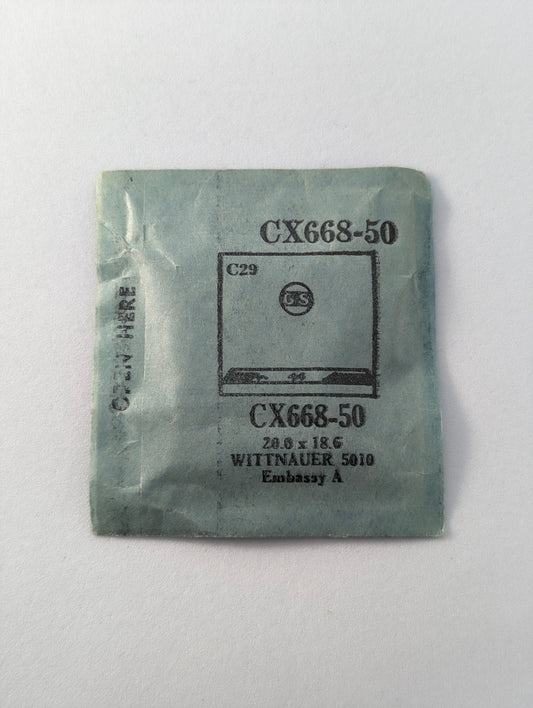 CX668-50
C29
GS
OPEN HERE
CX668-50
20.0 x 18.6
WITTNAUER 5010
Embassy A